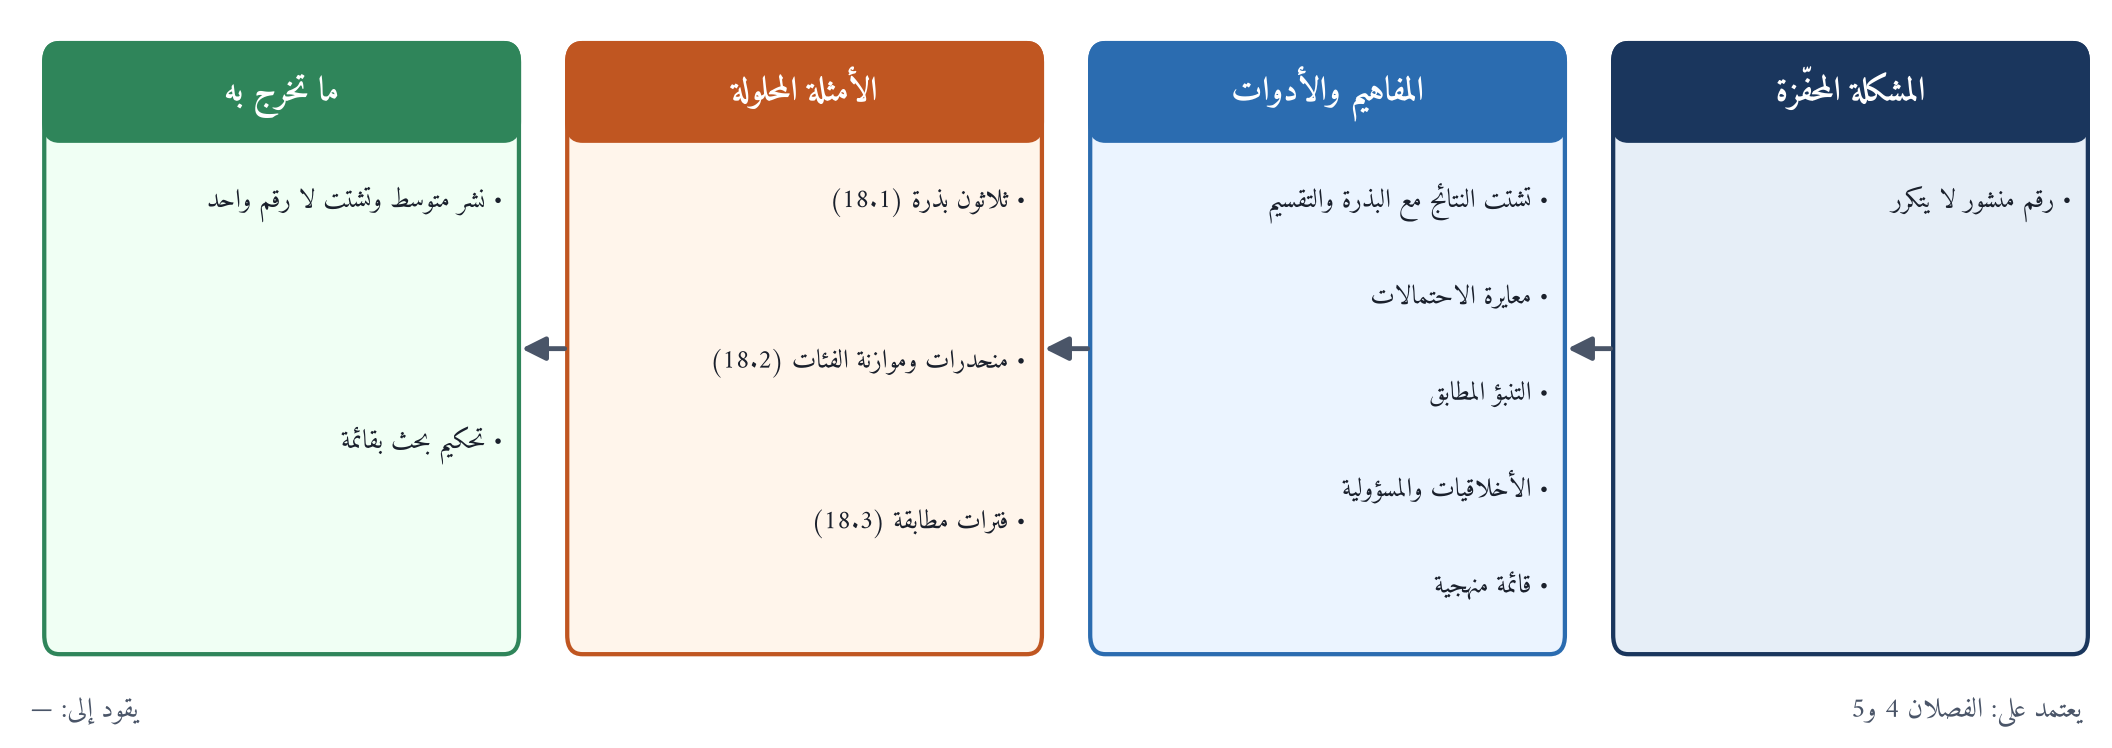 المشكلة المحفّزة
• رقم منشور لا يتكرر
المفاهيم والأدوات
• تشتت النتائج مع البذرة والتقسيم
• معايرة الاحتمالات
• التنبؤ المطابق
• الأخلاقيات والمسؤولية
• قائمة منهجية
الأمثلة المحلولة
• ثلاثون بذرة (18.1)
• منحدرات وموازنة الفئات (18.2)
• فترات مطابقة (18.3)
ما تخرج به
• نشر متوسط وتشتت لا رقم واحد
• تحكيم بحث بقائمة
يعتمد على: الفصلان 4 و5
يقود إلى: —